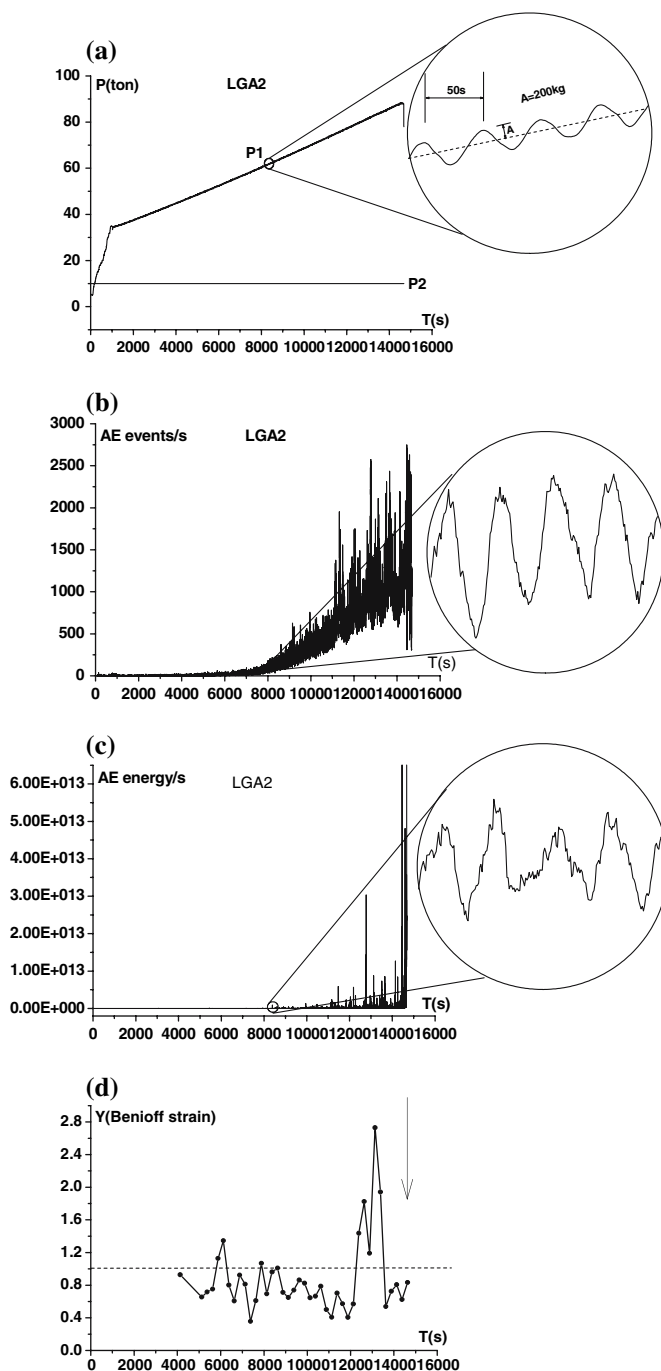 (a)
P(ton) LGA2
100
80
60
40
20
0
P1
P2
50s
A=200kg
A
0 2000 4000 6000 8000 10000 12000 14000 16000
T(s)
(b)
AE events/s LGA2
3000
2500
2000
1500
1000
500
0
T(s)
0 2000 4000 6000 8000 10000 12000 14000 16000
(c)
AE energy/s LGA2
6.00E+013
5.00E+013
4.00E+013
3.00E+013
2.00E+013
1.00E+013
0.00E+000
T(s)
0 2000 4000 6000 8000 10000 12000 14000 16000
(d)
Y(Benioff strain)
2.8
2.4
2.0
1.6
1.2
0.8
0.4
0.0
0 2000 4000 6000 8000 10000 12000 14000 16000
T(s)